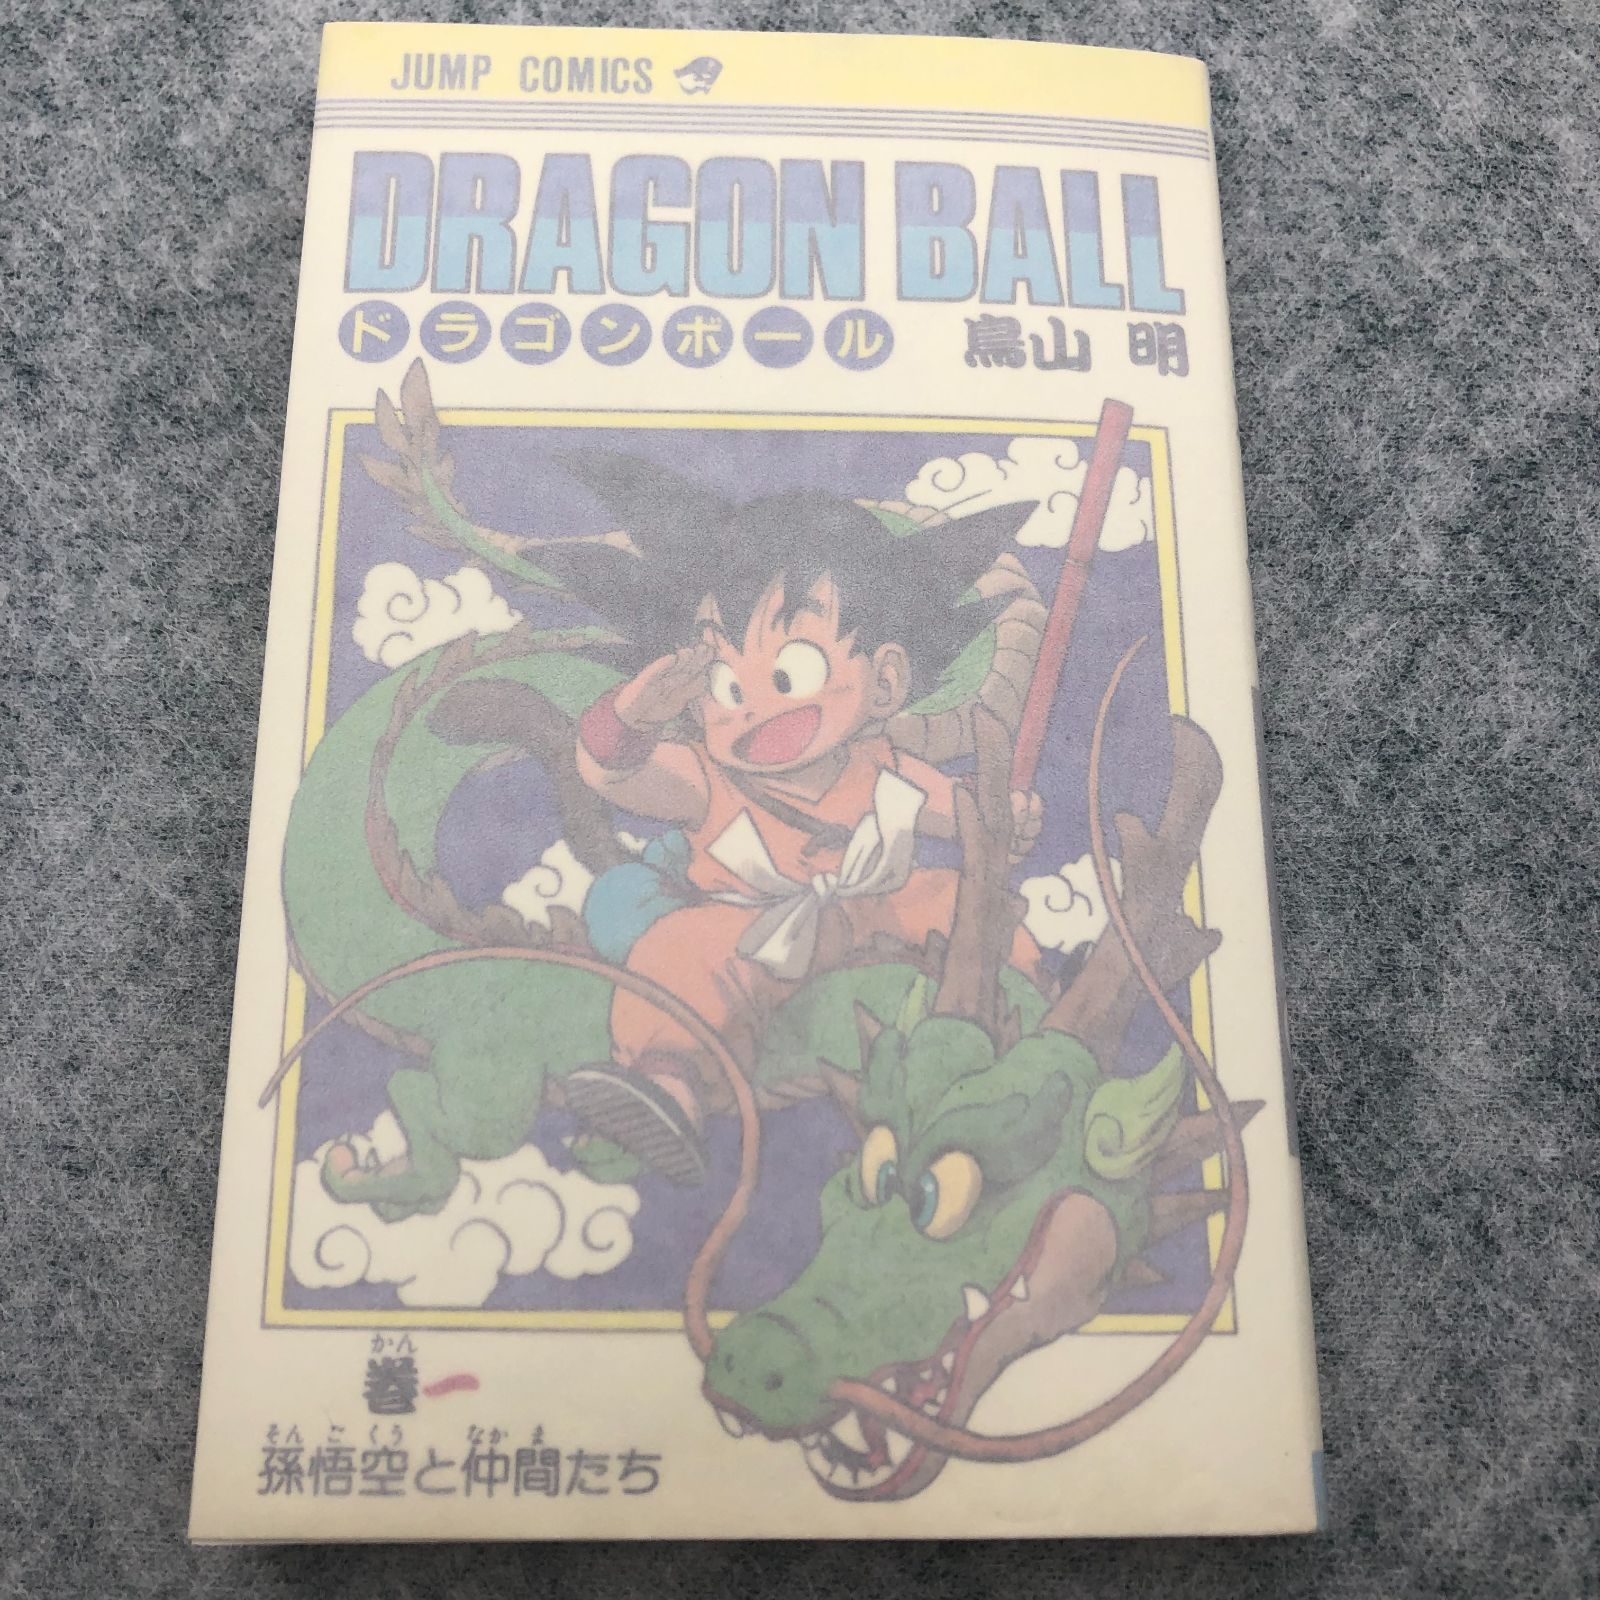 JUMP COMICS
DRAGON BALL
ドラゴンボール
鳥山 明
かん
巻一
そんごくう なかま
孫悟空と仲間たち